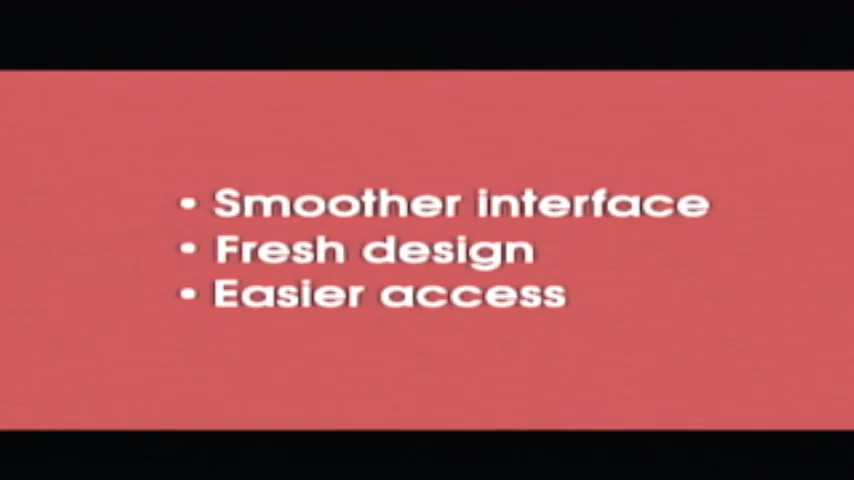 • Smoother interface
• Fresh design
• Easier access